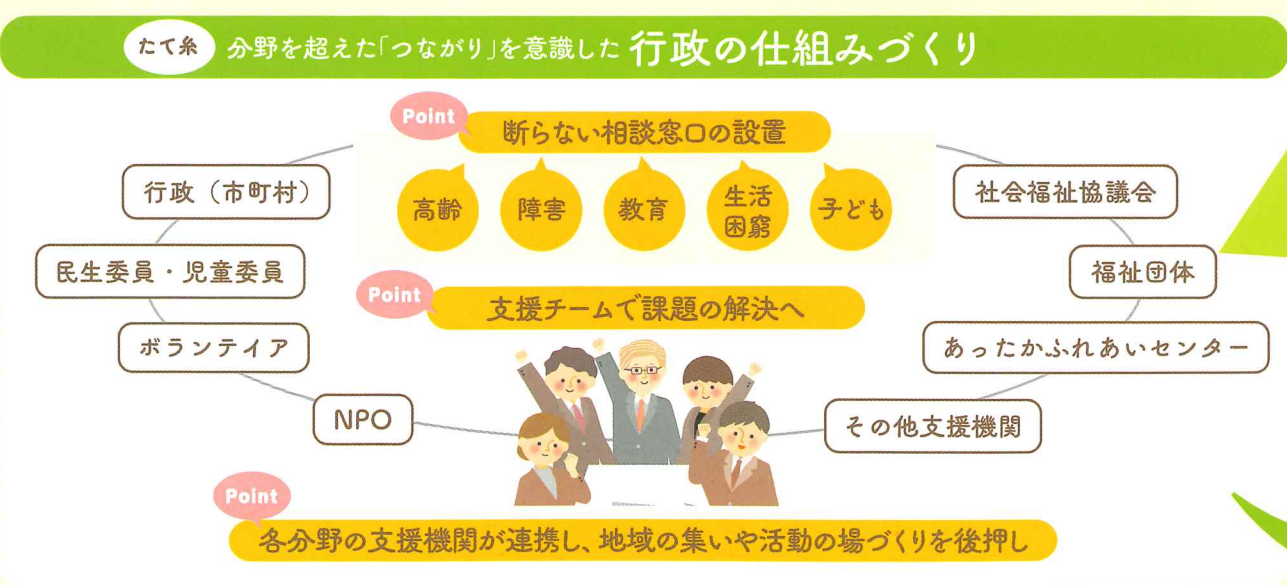 たて糸 分野を超えた「つながり」を意識した 行政の仕組みづくり
Point
断らない相談窓口の設置
高齢
障害
教育
生活
困窮
子ども
行政（市町村）
民生委員・児童委員
ボランテイア
NPO
社会福祉協議会
福祉団体
あったかふれあいセンター
その他支援機関
Point
支援チームで課題の解決へ
Point
各分野の支援機関が連携し、地域の集いや活動の場づくりを後押し